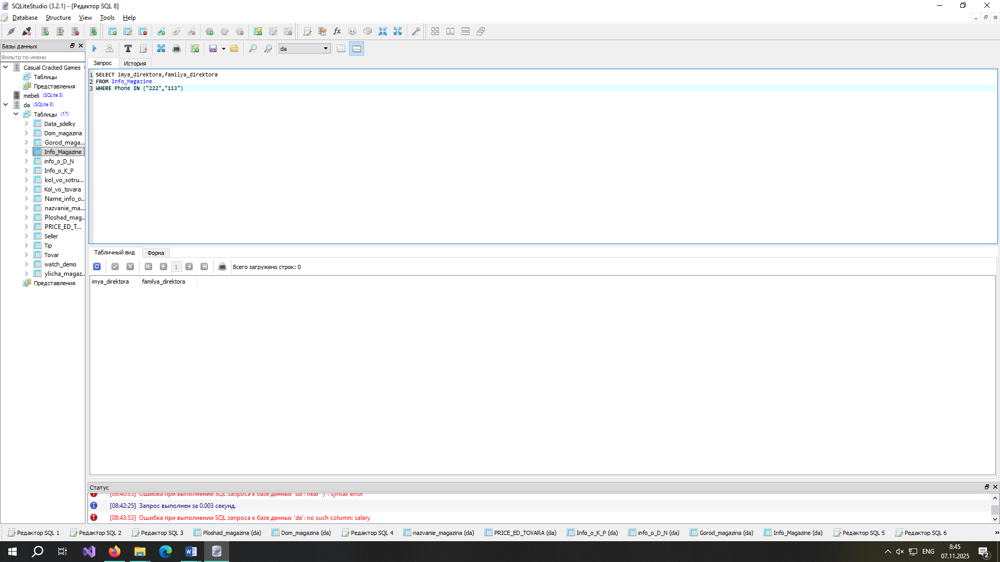 SQLiteStudio (3.2.1) - [Редактор SQL 8]
Database Structure View Tools Help
Базы данных
da
Фильтр по имени
Запрос История
Casual Cracked Games
Таблицы
Представления
mebeli (SQLite 3)
da (SQLite 3)
Таблицы (17)
Data_sdelky
Dom_magazina
Gorod_maga...
Info_Magazine
info_o_D_N
Info_o_K_P
kol_vo_sotru...
Kol_vo_tovara
Name_info_o...
nazvanie_ma...
Ploshad_mag...
PRICE_ED_T...
Seller
Tip
Tovar
watch_demo
ylicha_magaz...
Представления
1 SELECT imya_direktora,familya_direktora
2 FROM Info_Magazine
3 WHERE Phone IN ("222","113")
Табличный вид Форма
1 Всего загружено строк: 0
imya_direktora familya_direktora
Статус
[08:40:35] Ошибка при выполнении SQL запроса к базе данных 'da': near ")": syntax error
[08:42:25] Запрос выполнен за 0.003 секунд.
[08:43:53] Ошибка при выполнении SQL запроса к базе данных 'da': no such column: salary
Редактор SQL 1 Редактор SQL 2 Редактор SQL 3 Ploshad_magazina (da) Dom_magazina (da) Редактор SQL 4 nazvanie_magazina (da) PRICE_ED_TOVARA (da) Info_o_K_P (da) info_o_D_N (da) Gorod_magazina (da) Info_Magazine (da) Редактор SQL 5 Редактор SQL 6 »
ENG
8:45
07.11.2025
2